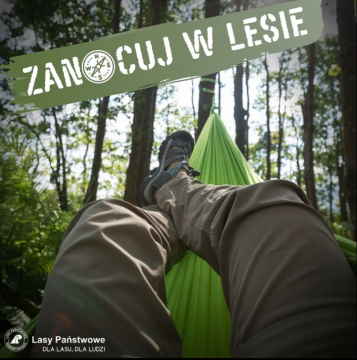 ZANOCUJ W LESIE
Lasy Państwowe
DLA LASU, DLA LUDZI